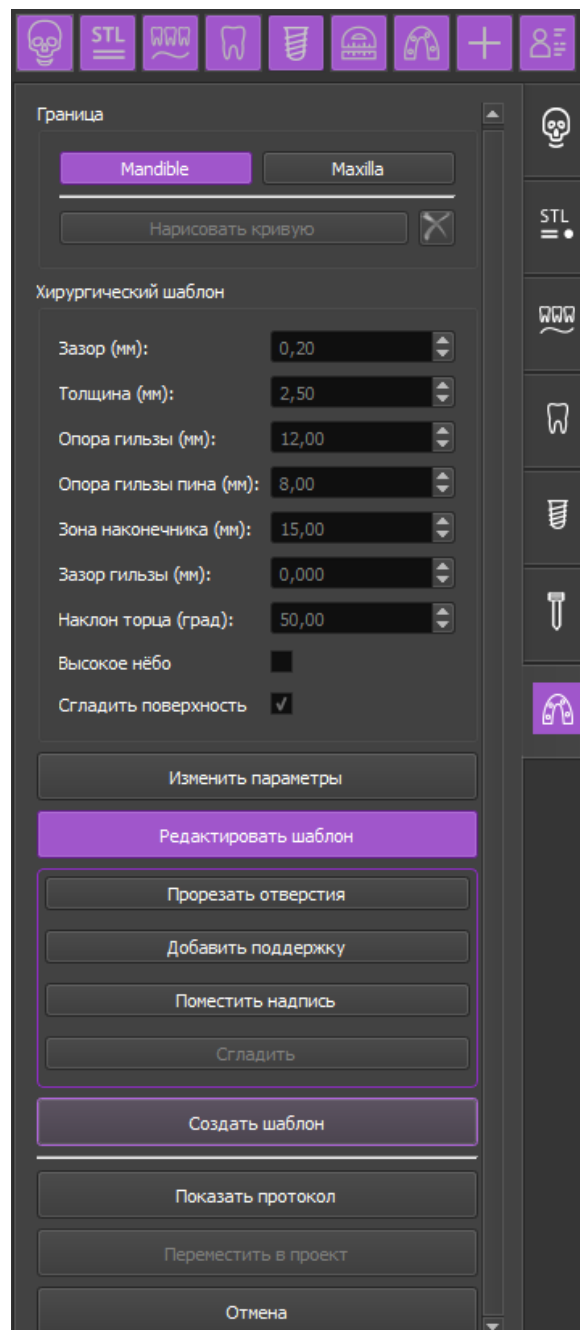 STL
Граница
Mandible Maxilla
Нарисовать кривую
STL
Хирургический шаблон
Зазор (мм): 0,20
Толщина (мм): 2,50
Опора гильзы (мм): 12,00
Опора гильзы пина (мм): 8,00
Зона наконечника (мм): 15,00
Зазор гильзы (мм): 0,000
Наклон торца (град): 50,00
Высокое нёбо
Сгладить поверхность
Изменить параметры
Редактировать шаблон
Прорезать отверстия
Добавить поддержку
Поместить надпись
Сгладить
Создать шаблон
Показать протокол
Переместить в проект
Отмена